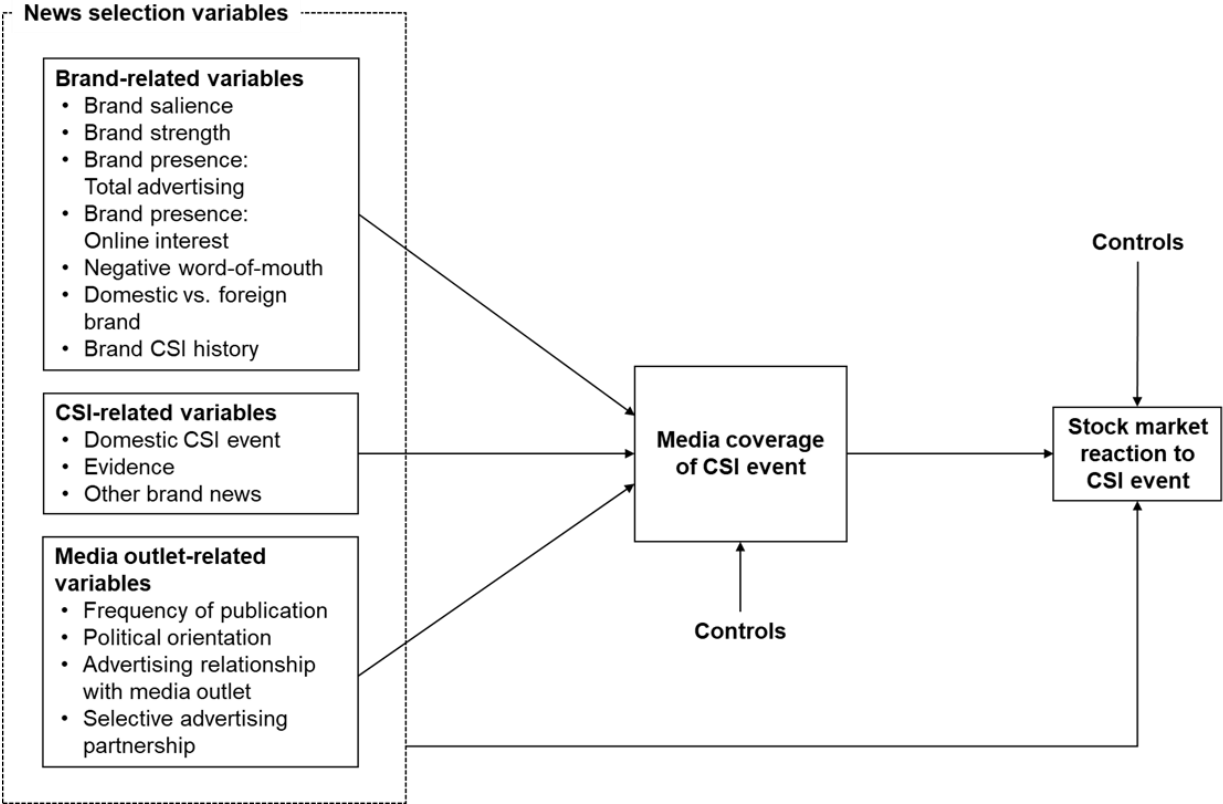 News selection variables
Brand-related variables
• Brand salience
• Brand strength
• Brand presence:
Total advertising
• Brand presence:
Online interest
• Negative word-of-mouth
• Domestic vs. foreign
brand
• Brand CSI history
CSI-related variables
• Domestic CSI event
• Evidence
• Other brand news
Media outlet-related
variables
• Frequency of publication
• Political orientation
• Advertising relationship
with media outlet
• Selective advertising
partnership
Media coverage
of CSI event
Controls
Controls
Stock market
reaction to
CSI event